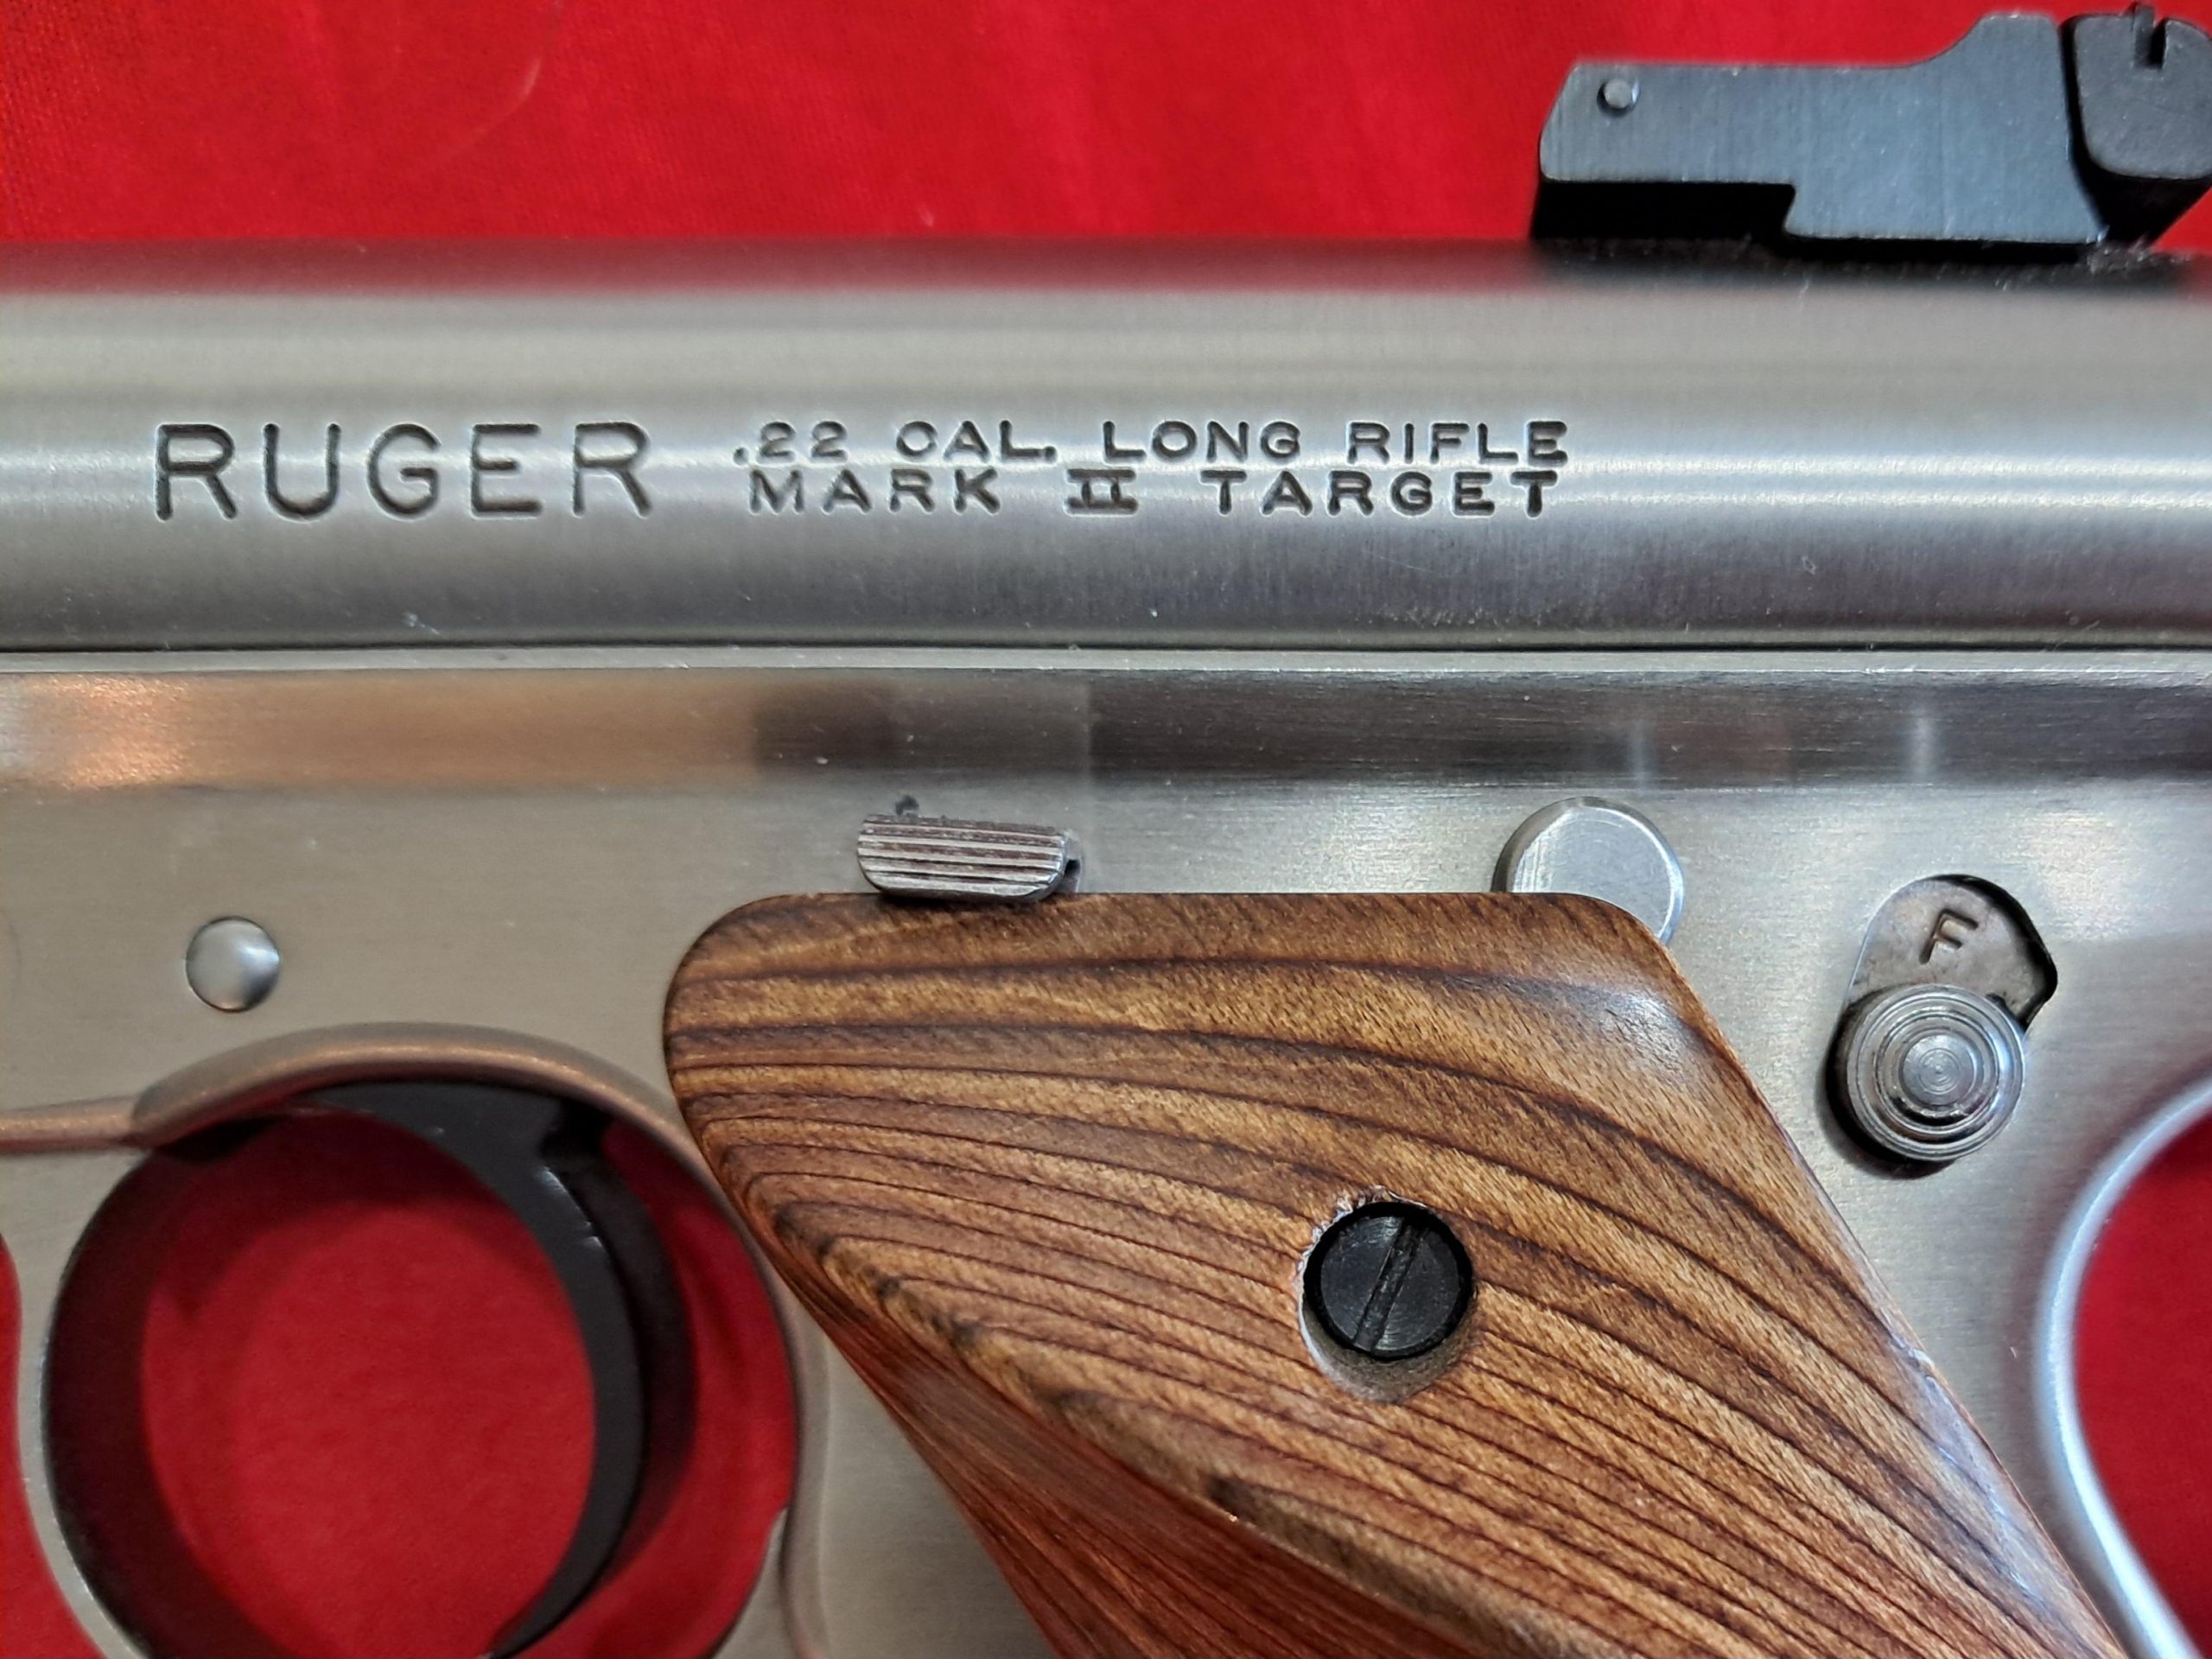 RUGER .22 CAL. LONG RIFLE
MARK II TARGET
F